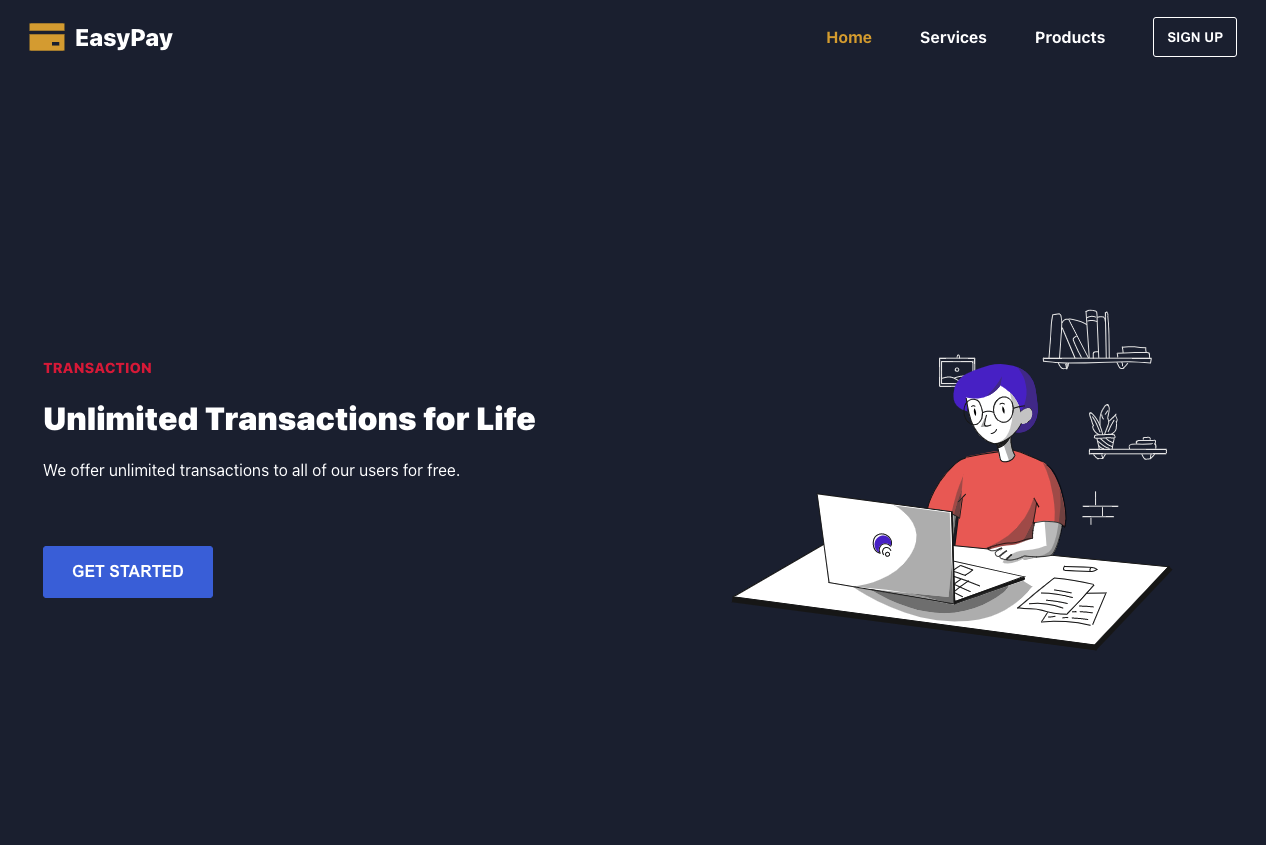 EasyPay
Home
Services
Products
SIGN UP
TRANSACTION
Unlimited Transactions for Life
We offer unlimited transactions to all of our users for free.
GET STARTED